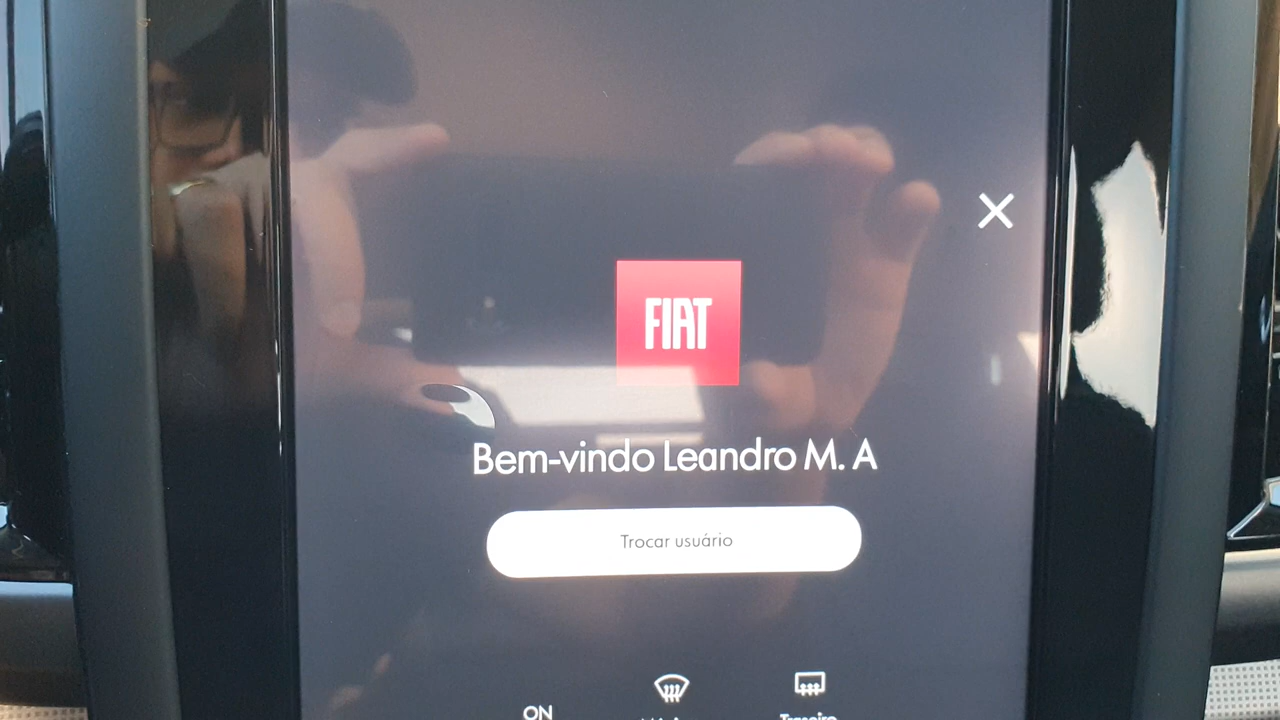 FIAT
Bem-vindo Leandro M. A
Trocar usuário
ON
Traseiro